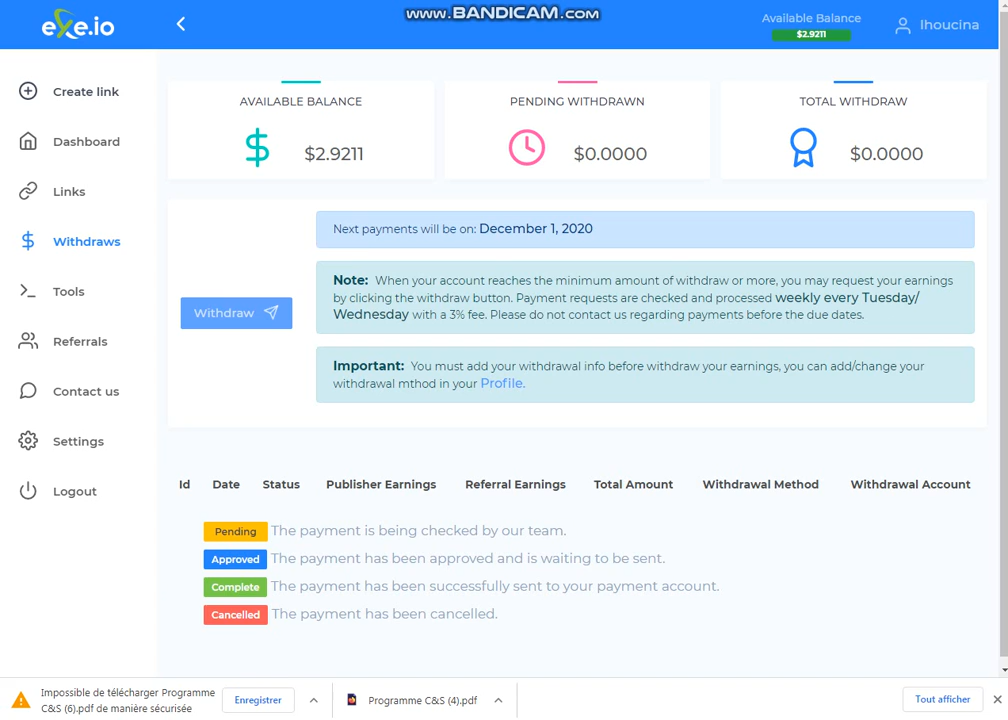 www.BANDICAM.com
exe.io
Available Balance
$2.9211
lhoucina
Create link
Dashboard
Links
Withdraws
Tools
Referrals
Contact us
Settings
Logout
AVAILABLE BALANCE
$2.9211
PENDING WITHDRAWN
$0.0000
TOTAL WITHDRAW
$0.0000
Withdraw
Next payments will be on: December 1, 2020
Note: When your account reaches the minimum amount of withdraw or more, you may request your earnings
by clicking the withdraw button. Payment requests are checked and processed weekly every Tuesday/
Wednesday with a 3% fee. Please do not contact us regarding payments before the due dates.
Important: You must add your withdrawal info before withdraw your earnings, you can add/change your
withdrawal mthod in your Profile.
Id Date Status Publisher Earnings Referral Earnings Total Amount Withdrawal Method Withdrawal Account
Pending The payment is being checked by our team.
Approved The payment has been approved and is waiting to be sent.
Complete The payment has been successfully sent to your payment account.
Cancelled The payment has been cancelled.
Impossible de télécharger Programme
C&S (6).pdf de manière sécurisée
Enregistrer
Programme C&S (4).pdf
Tout afficher